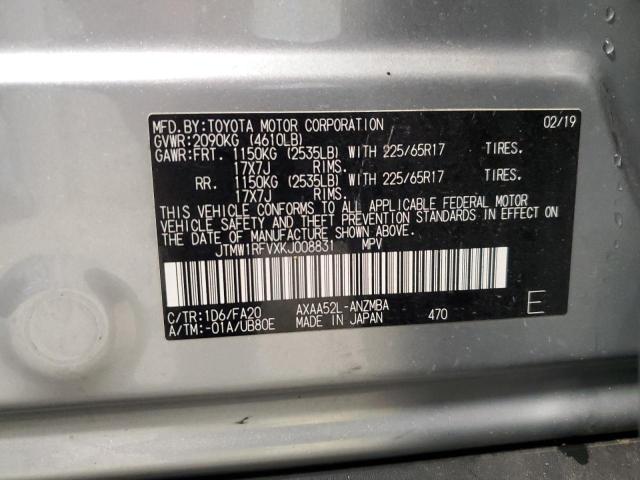 MFD.BY:TOYOTA MOTOR CORPORATION 02/19
GVWR:2090KG (4610LB)
GAWR:FRT. 1150KG (2535LB) WITH 225/65R17 TIRES.
17X7J RIMS.
RR. 1150KG (2535LB) WITH 225/65R17 TIRES.
17X7J RIMS.
THIS VEHICLE CONFORMS TO ALL APPLICABLE FEDERAL MOTOR
VEHICLE SAFETY AND THEFT PREVENTION STANDARDS IN EFFECT ON
THE DATE OF MANUFACTURE SHOWN ABOVE.
JTMW1RFVXKJ008831 MPV
C/TR:1D6/FA20 AXAA52L-ANZMBA
A/TM:-01A/UB80E MADE IN JAPAN 470 E